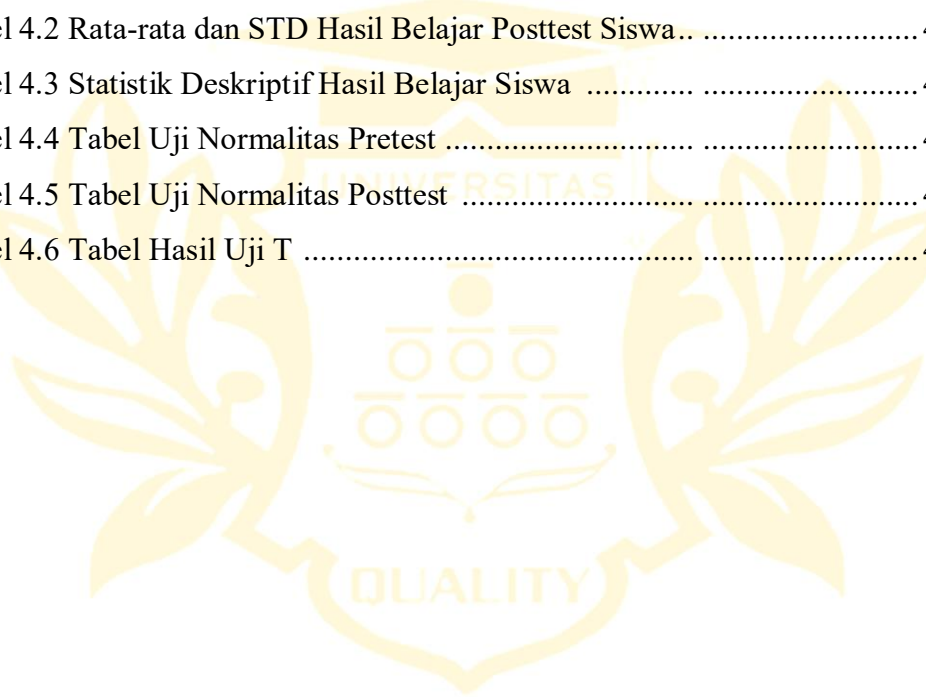 el 4.2 Rata-rata dan STD Hasil Belajar Posttest Siswa.. ......................... 4
el 4.3 Statistik Deskriptif Hasil Belajar Siswa ............. ......................... 4
el 4.4 Tabel Uji Normalitas Pretest ............................ ......................... 4
el 4.5 Tabel Uji Normalitas Posttest .......................... ......................... 4
UNIVERSITAS
el 4.6 Tabel Hasil Uji T ............................................ ......................... 4
QUALITY